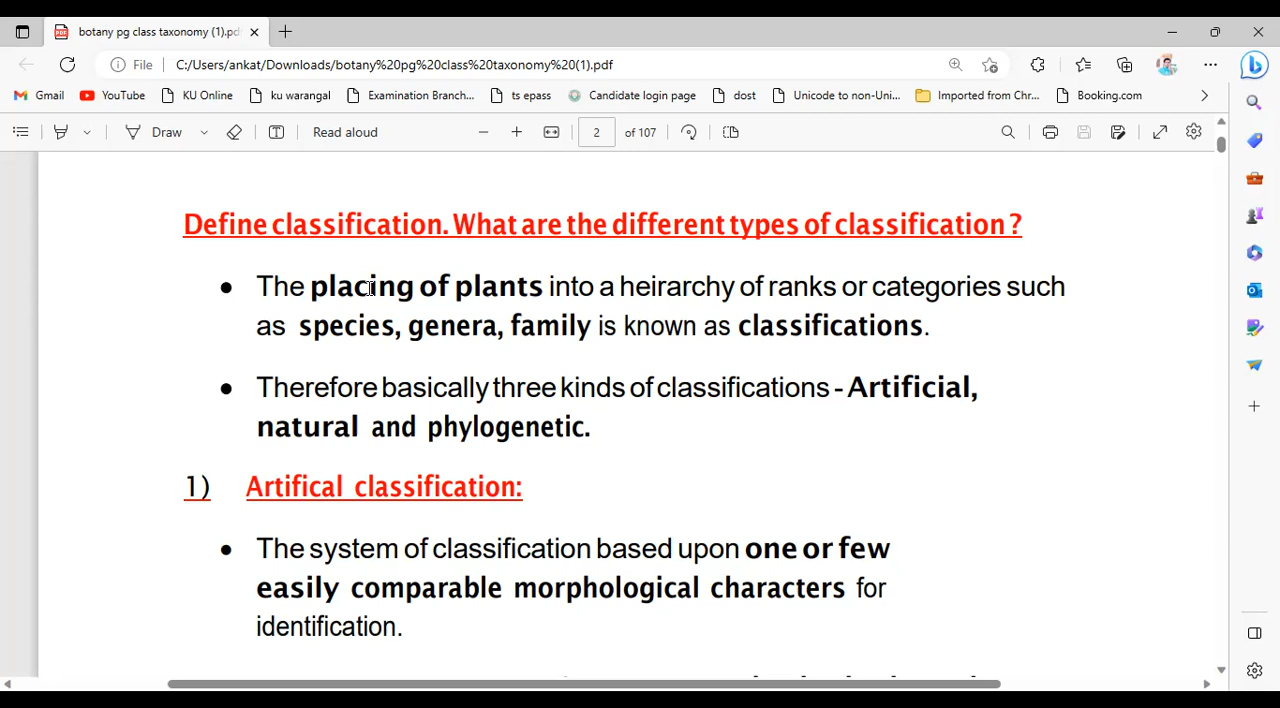 botany pg class taxonomy (1).pd
File C:/Users/ankat/Downloads/botany%20pg%20class%20taxonomy%20(1).pdf
Gmail YouTube KU Online ku warangal Examination Branch... ts epass Candidate login page dost Unicode to non-Uni... Imported from Chr... Booking.com
Draw Read aloud 2 of 107
Define classification. What are the different types of classification ?
• The placing of plants into a heirarchy of ranks or categories such
as species, genera, family is known as classifications.
• Therefore basically three kinds of classifications - Artificial,
natural and phylogenetic.
1) Artifical classification:
• The system of classification based upon one or few
easily comparable morphological characters for
identification.